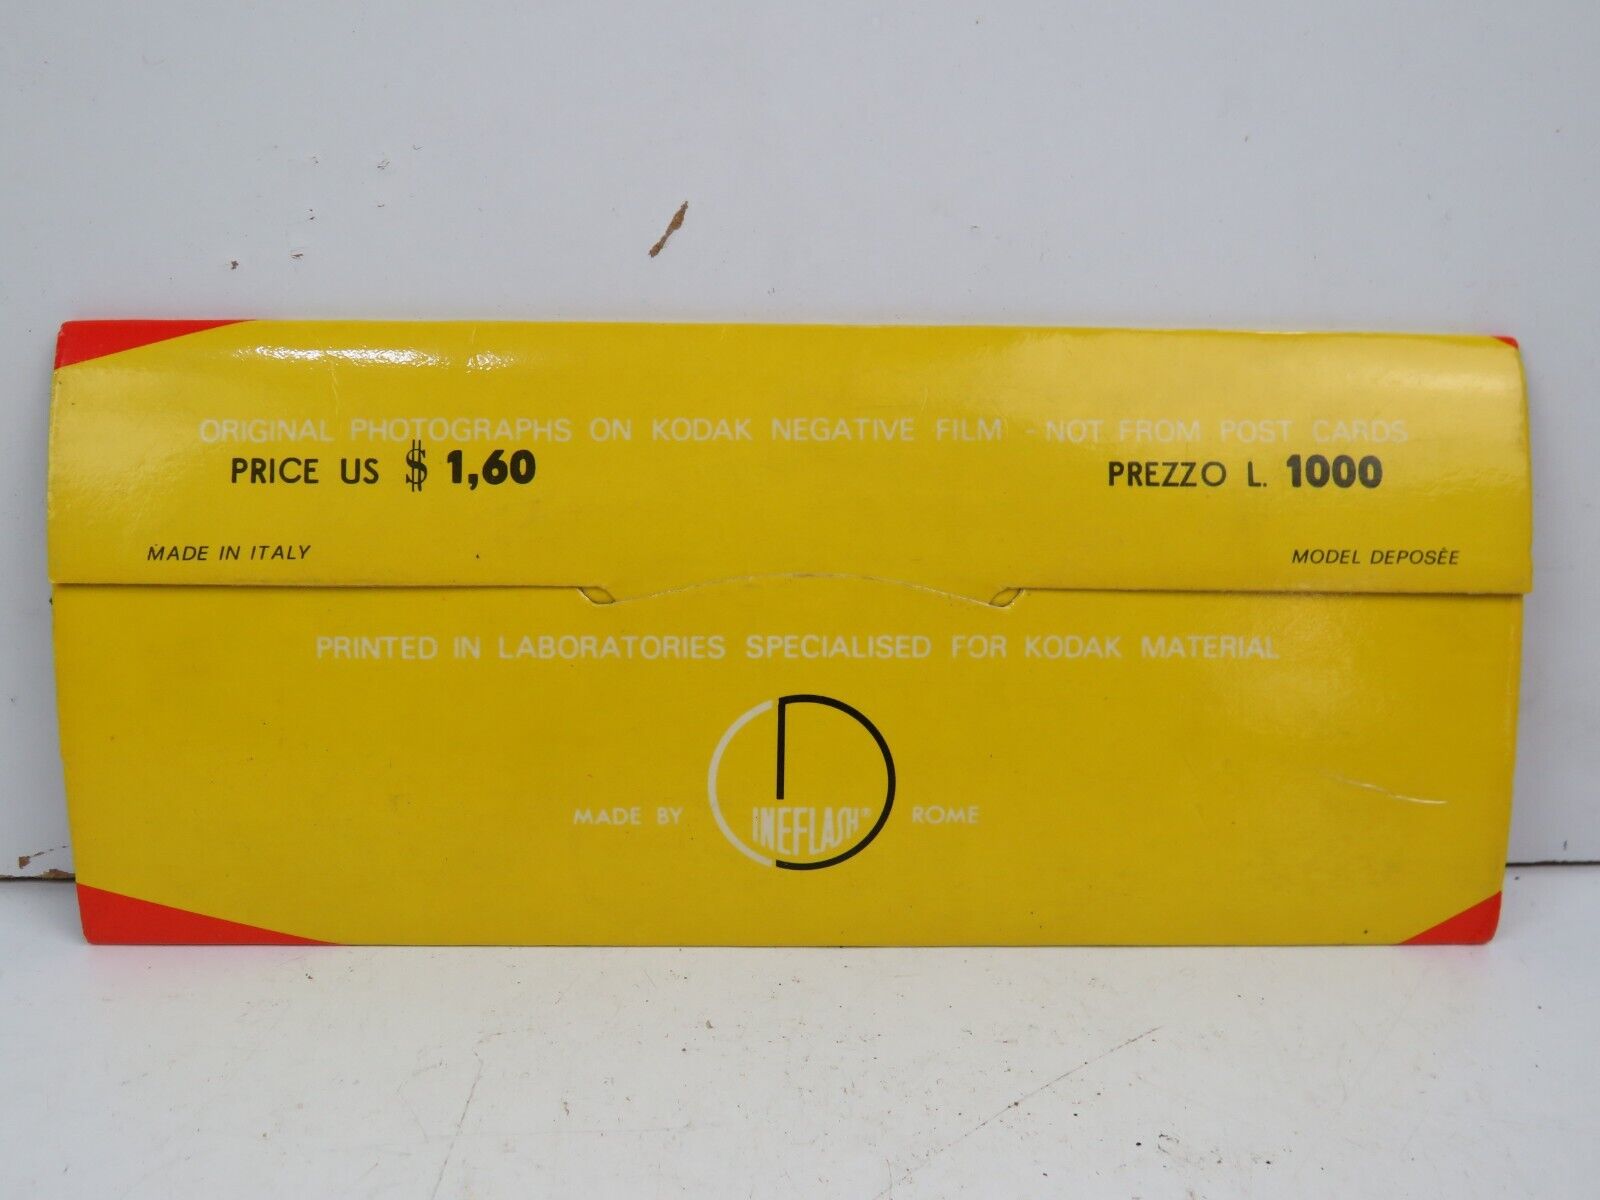 ORIGINAL PHOTOGRAPHS ON KODAK NEGATIVE FILM - NOT FROM POST CARDS
PRICE US $ 1,60
PREZZO L. 1000
MADE IN ITALY
MODEL DEPOSÊE
PRINTED IN LABORATORIES SPECIALISED FOR KODAK MATERIAL
MADE BY
INEFLASH®
ROME